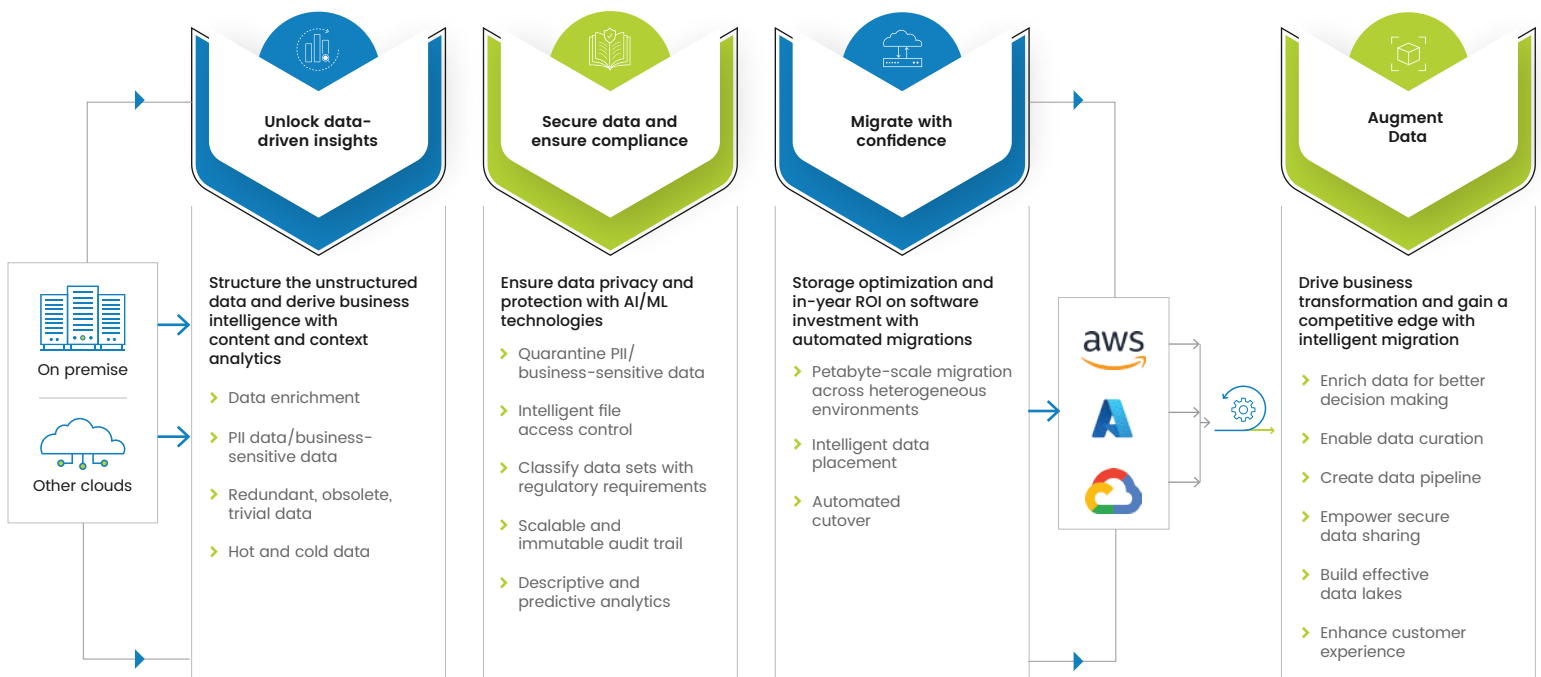 On premise
Other clouds
Unlock data-
driven insights
Structure the unstructured
data and derive business
intelligence with
content and context
analytics
Data enrichment
PII data/business-
sensitive data
Redundant, obsolete,
trivial data
Hot and cold data
Secure data and
ensure compliance
Ensure data privacy and
protection with AI/ML
technologies
Quarantine PII/
business-sensitive data
Intelligent file
access control
Classify data sets with
regulatory requirements
Scalable and
immutable audit trail
Descriptive and
predictive analytics
Migrate with
confidence
Storage optimization and
in-year ROI on software
investment with
automated migrations
Petabyte-scale migration
across heterogeneous
environments
Intelligent data
placement
Automated
cutover
aws
Augment
Data
Drive business
transformation and gain a
competitive edge with
intelligent migration
Enrich data for better
decision making
Enable data curation
Create data pipeline
Empower secure
data sharing
Build effective
data lakes
Enhance customer
experience